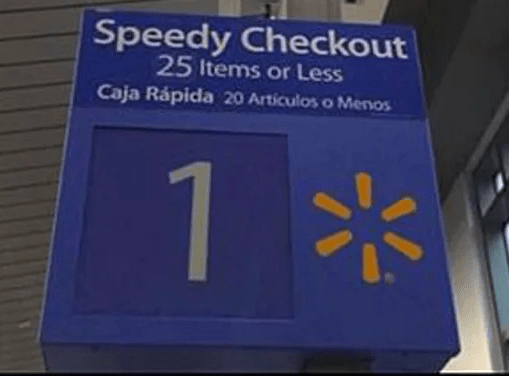 Speedy Checkout
25 Items or Less
Caja Rápida 20 Artículos o Menos
1